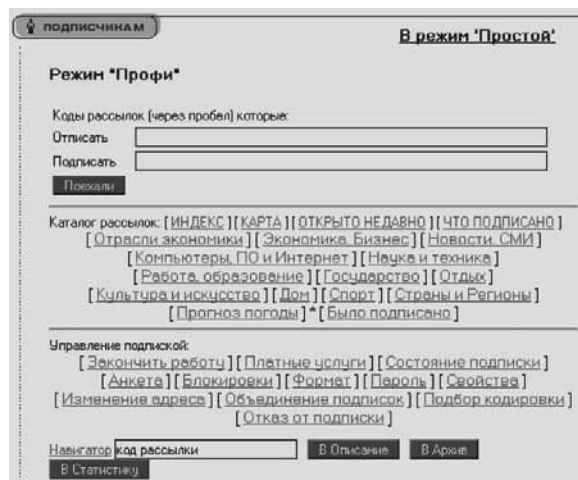 ПОДПИСЧИКАМ
В режим 'Простой'
Режим "Профи"
Коды рассылок (через пробел) которые:
Отписать
Подписать
Поехали
Каталог рассылок: [ИНДЕКС] [КАРТА] [ОТКРЫТО НЕДАВНО] [ЧТО ПОДПИСАНО]
[Отрасли экономики] [Экономика. Бизнес] [Новости. СМИ]
[Компьютеры, ПО и Интернет] [Наука и техника]
[Работа, образование] [Государство] [Отдых]
[Культура и искусство] [Дом] [Спорт] [Страны и Регионы]
[Прогноз погоды] * [Было подписано]
Управление подпиской:
[Закончить работу] [Платные услуги] [Состояние подписки]
[Анкета] [Блокировки] [Формат] [Пароль] [Свойства]
[Изменение адреса] [Объединение подписок] [Подбор кодировки]
[Отказ от подписки]
Навигатор код рассылки В Описание В Архив
В Статистику